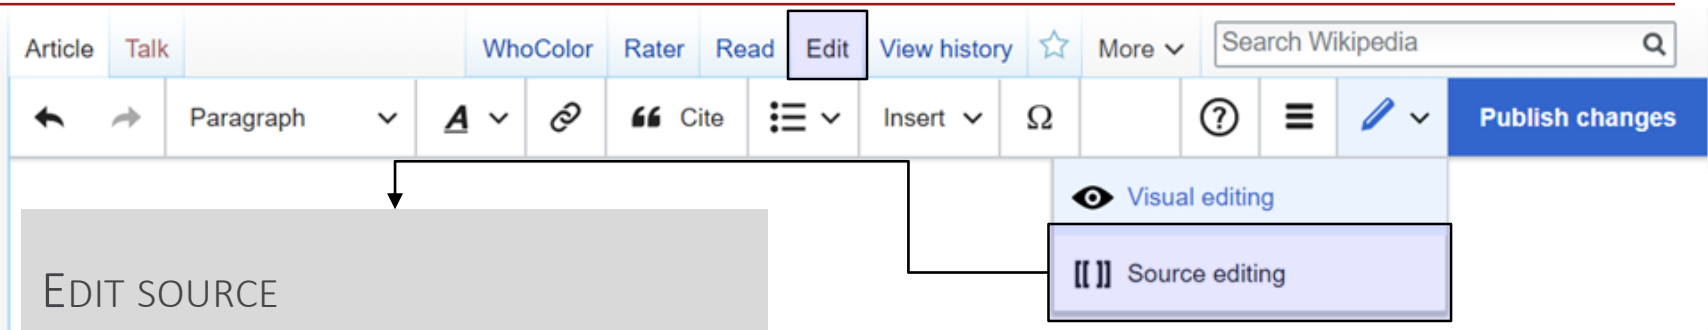 Article Talk WhoColor Rater Read Edit View history More Search Wikipedia
Paragraph A Cite Insert Ω ? Publish changes
Visual editing
[[ ]] Source editing
EDIT SOURCE